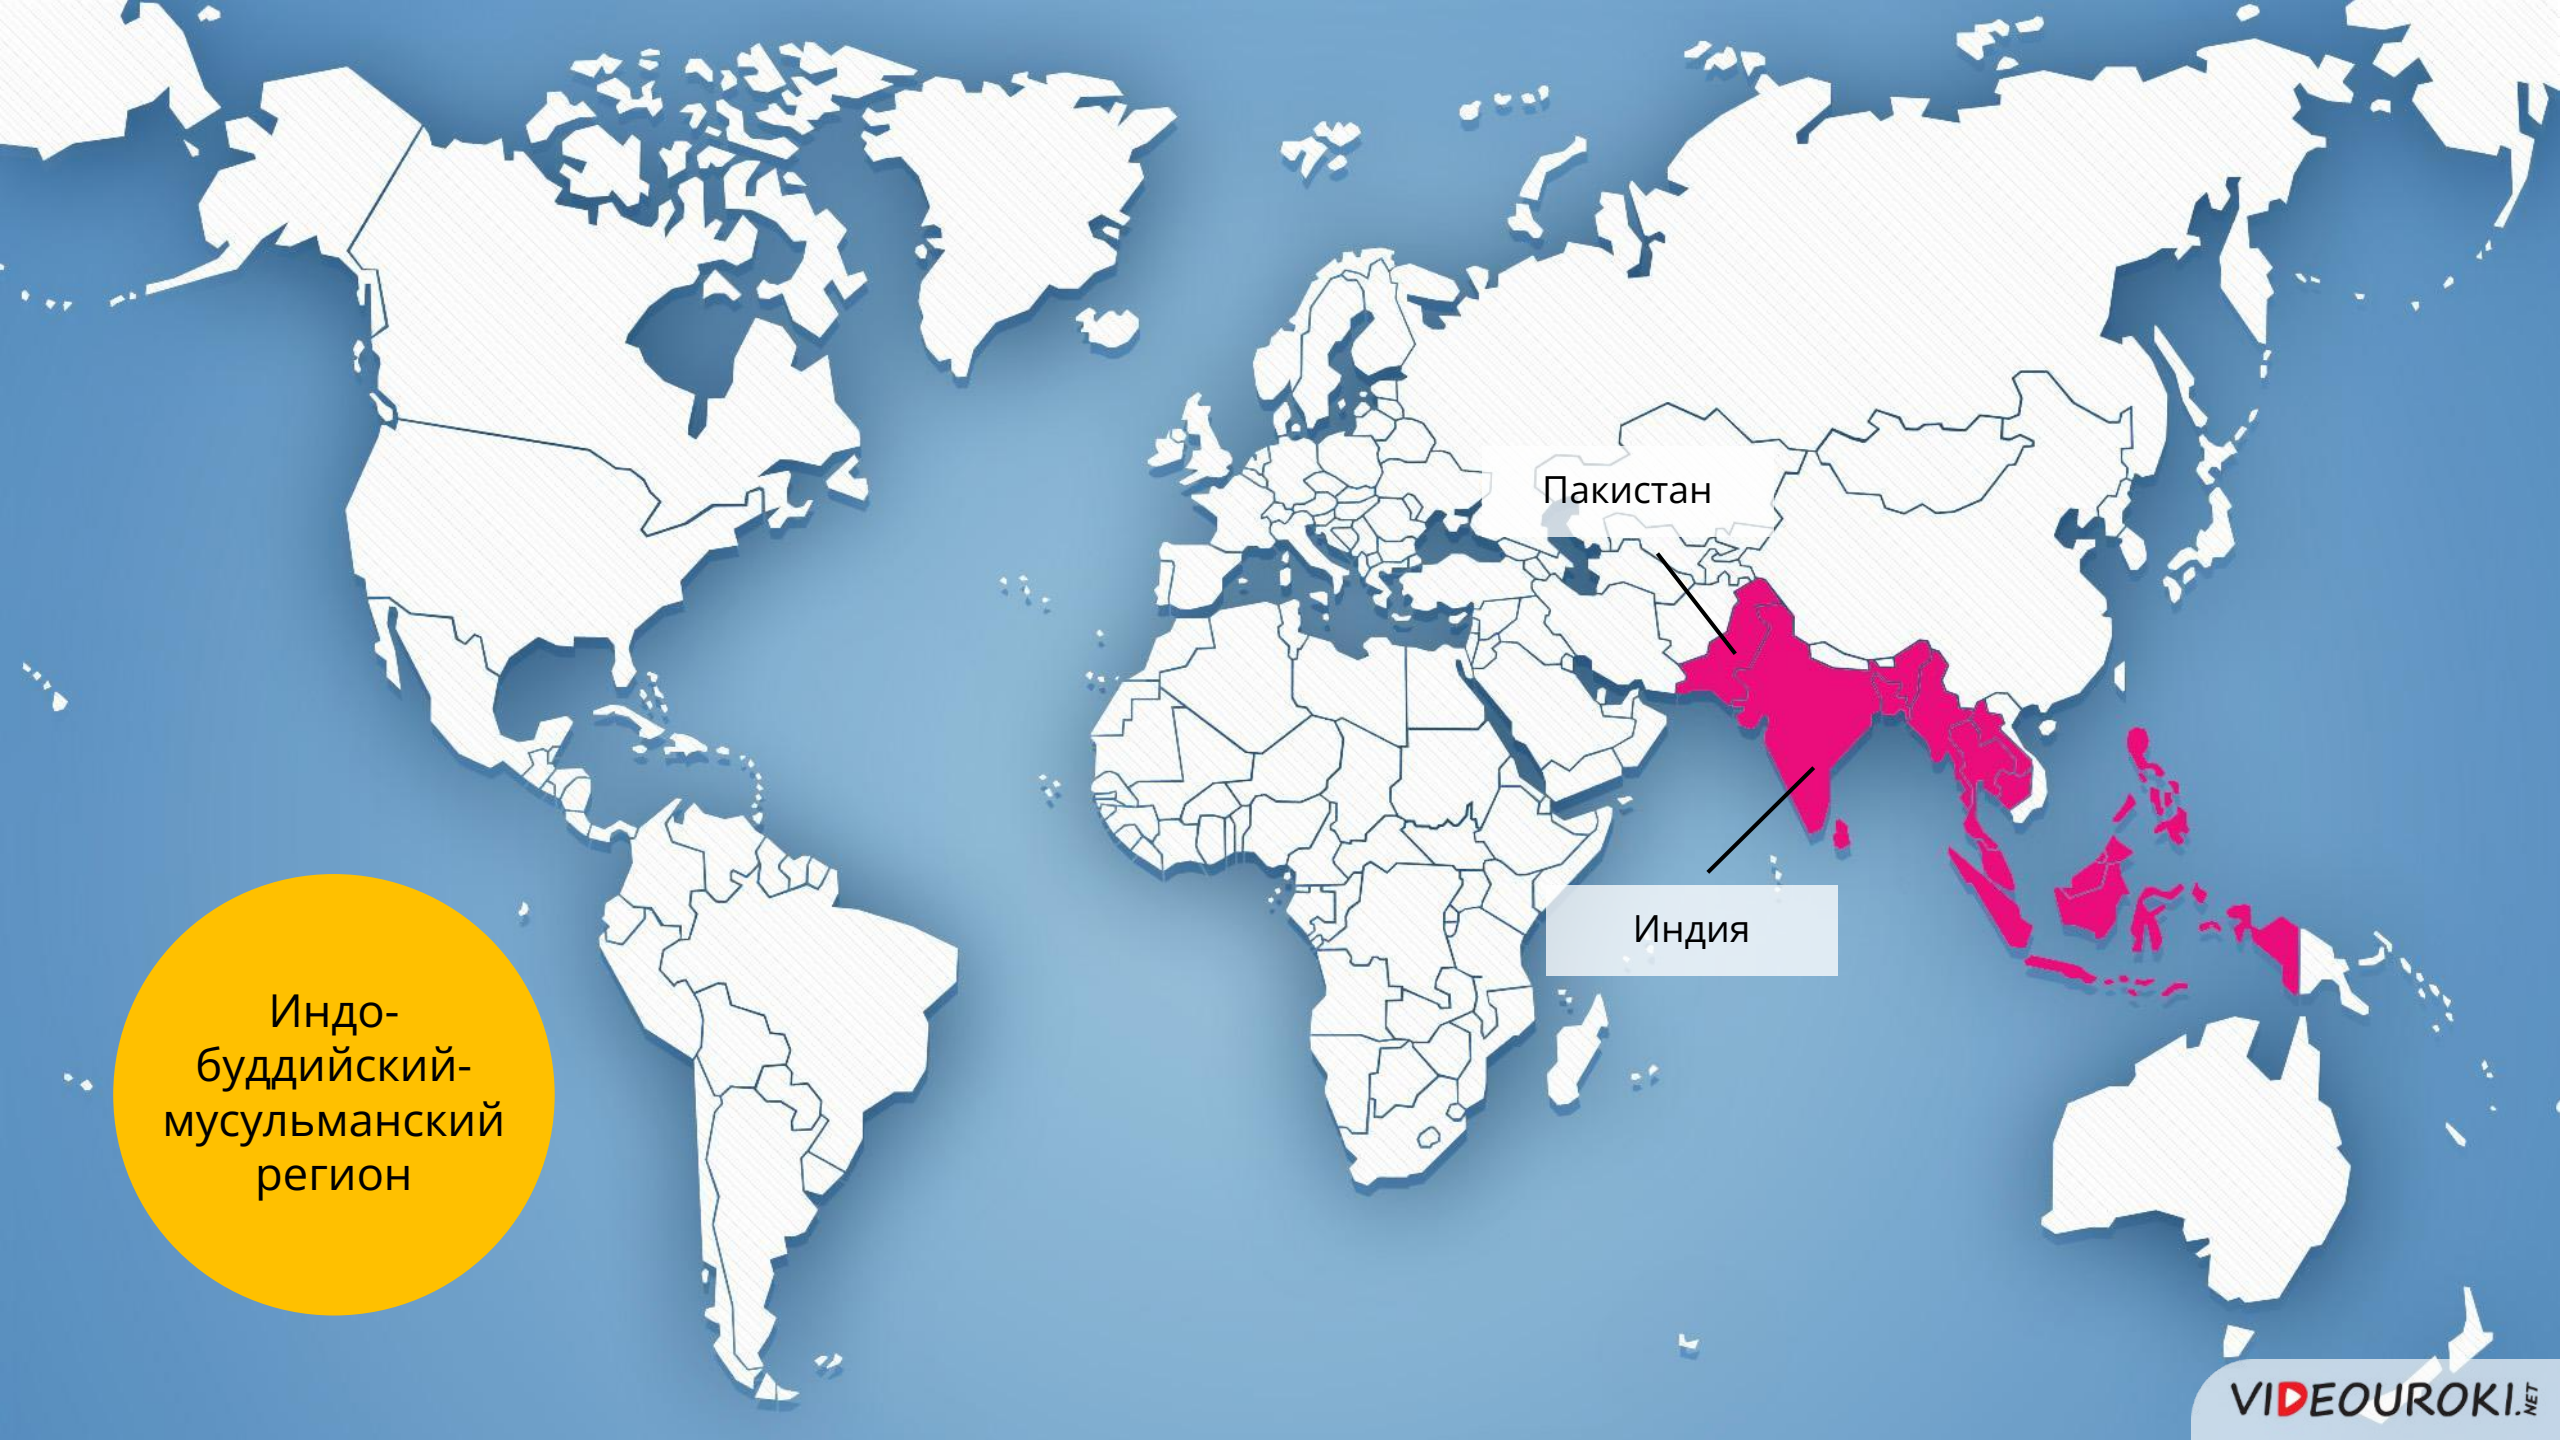 Пакистан
Индия
Индо-
буддийский-
мусульманский
регион
VIDEOUROKI.NET